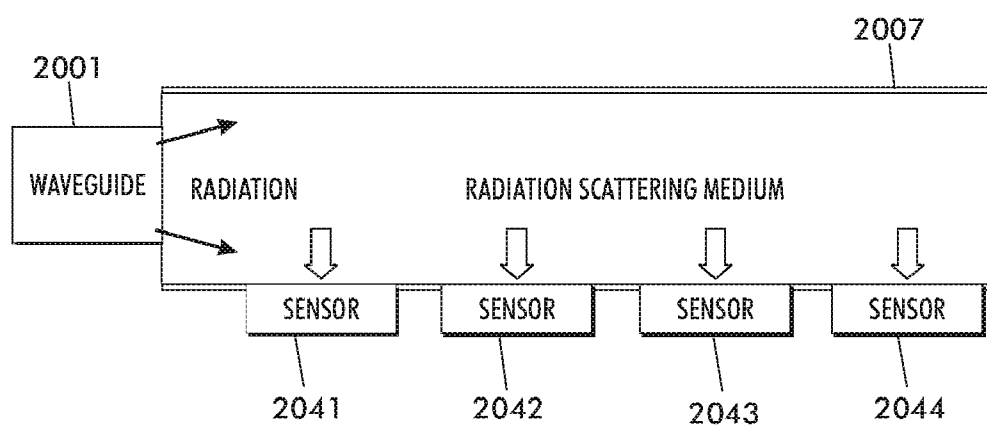 2007
2001
WAVEGUIDE
RADIATION
RADIATION SCATTERING MEDIUM
SENSOR
SENSOR
SENSOR
SENSOR
2041
2042
2043
2044